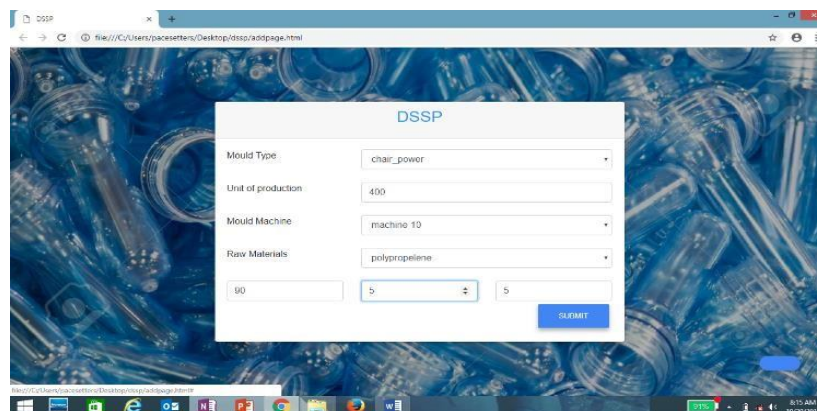 DSSP
file:///C:/Users/pacesetters/Desktop/dssp/addpage.html
DSSP
Mould Type
chair_power
Unit of production
400
Mould Machine
machine 10
Raw Materials
polypropelene
90 5 5
SUBMIT
file:///C:/Users/pacesetters/Desktop/dssp/addpage.html#
91%
8:15 AM